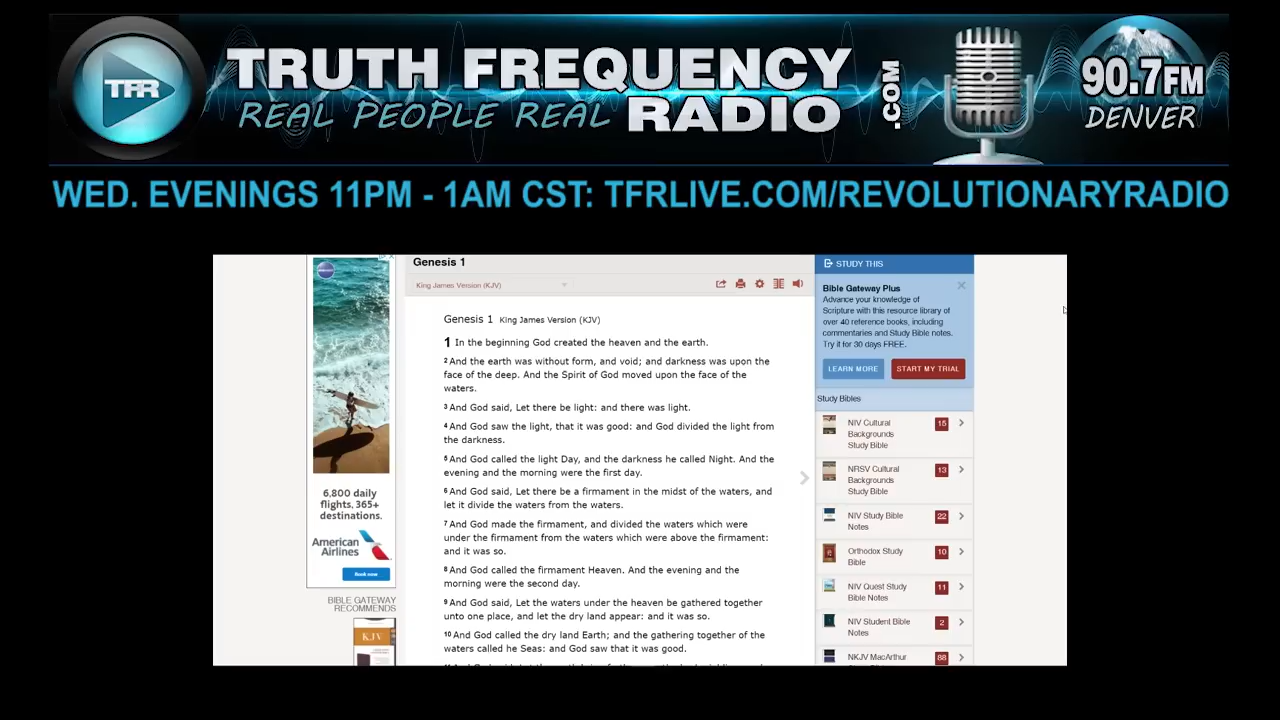 TFR
TRUTH FREQUENCY
REAL PEOPLE REAL RADIO
.COM
90.7FM
DENVER
WED. EVENINGS 11PM - 1AM CST: TFRLIVE.COM/REVOLUTIONARYRADIO
Genesis 1
King James Version (KJV)
Genesis 1 King James Version (KJV)
1 In the beginning God created the heaven and the earth.
2 And the earth was without form, and void; and darkness was upon the
face of the deep. And the Spirit of God moved upon the face of the
waters.
3 And God said, Let there be light: and there was light.
4 And God saw the light, that it was good: and God divided the light from
the darkness.
5 And God called the light Day, and the darkness he called Night. And the
evening and the morning were the first day.
6 And God said, Let there be a firmament in the midst of the waters, and
let it divide the waters from the waters.
7 And God made the firmament, and divided the waters which were
under the firmament from the waters which were above the firmament:
and it was so.
8 And God called the firmament Heaven. And the evening and the
morning were the second day.
9 And God said, Let the waters under the heaven be gathered together
unto one place, and let the dry land appear: and it was so.
10 And God called the dry land Earth; and the gathering together of the
waters called he Seas: and God saw that it was good.
6,800 daily
flights, 365+
destinations.
American
Airlines
Book now
BIBLE GATEWAY
RECOMMENDS
KJV
STUDY THIS
Bible Gateway Plus
Advance your knowledge of
Scripture with this resource library of
over 40 reference books, including
commentaries and Study Bible notes.
Try it for 30 days FREE.
LEARN MORE
START MY TRIAL
Study Bibles
NIV Cultural
Backgrounds
Study Bible
15
NRSV Cultural
Backgrounds
Study Bible
13
NIV Study Bible
Notes
22
Orthodox Study
Bible
10
NIV Quest Study
Bible Notes
11
NIV Student Bible
Notes
2
NKJV MacArthur
88